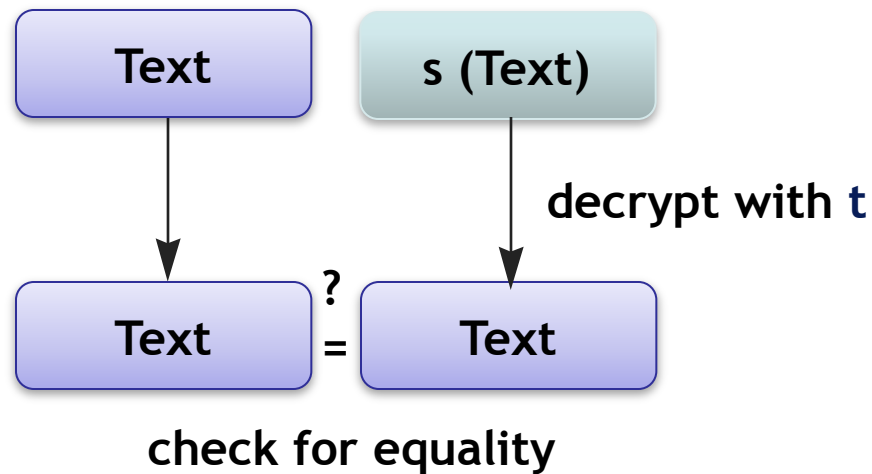 Text
s (Text)
decrypt with t
Text
?
=
Text
check for equality